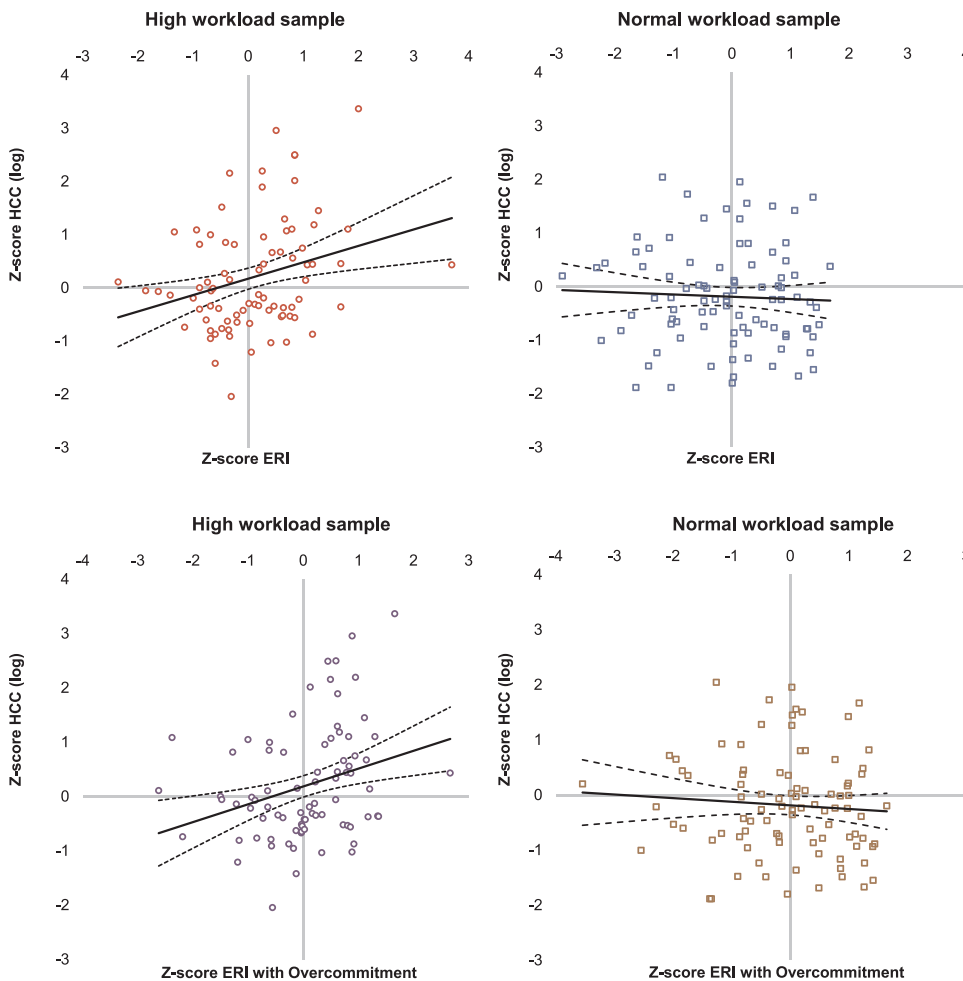 High workload sample
-3 -2 -1 0 1 2 3 4
4
3
2
1
0
-1
-2
-3
Z-score HCC (log)
Z-score ERI
Normal workload sample
-3 -2 -1 0 1 2 3
4
3
2
1
0
-1
-2
-3
Z-score HCC (log)
Z-score ERI
High workload sample
-4 -3 -2 -1 0 1 2 3
4
3
2
1
0
-1
-2
-3
Z-score HCC (log)
Z-score ERI with Overcommitment
Normal workload sample
-4 -3 -2 -1 0 1 2 3
4
3
2
1
0
-1
-2
-3
Z-score HCC (log)
Z-score ERI with Overcommitment